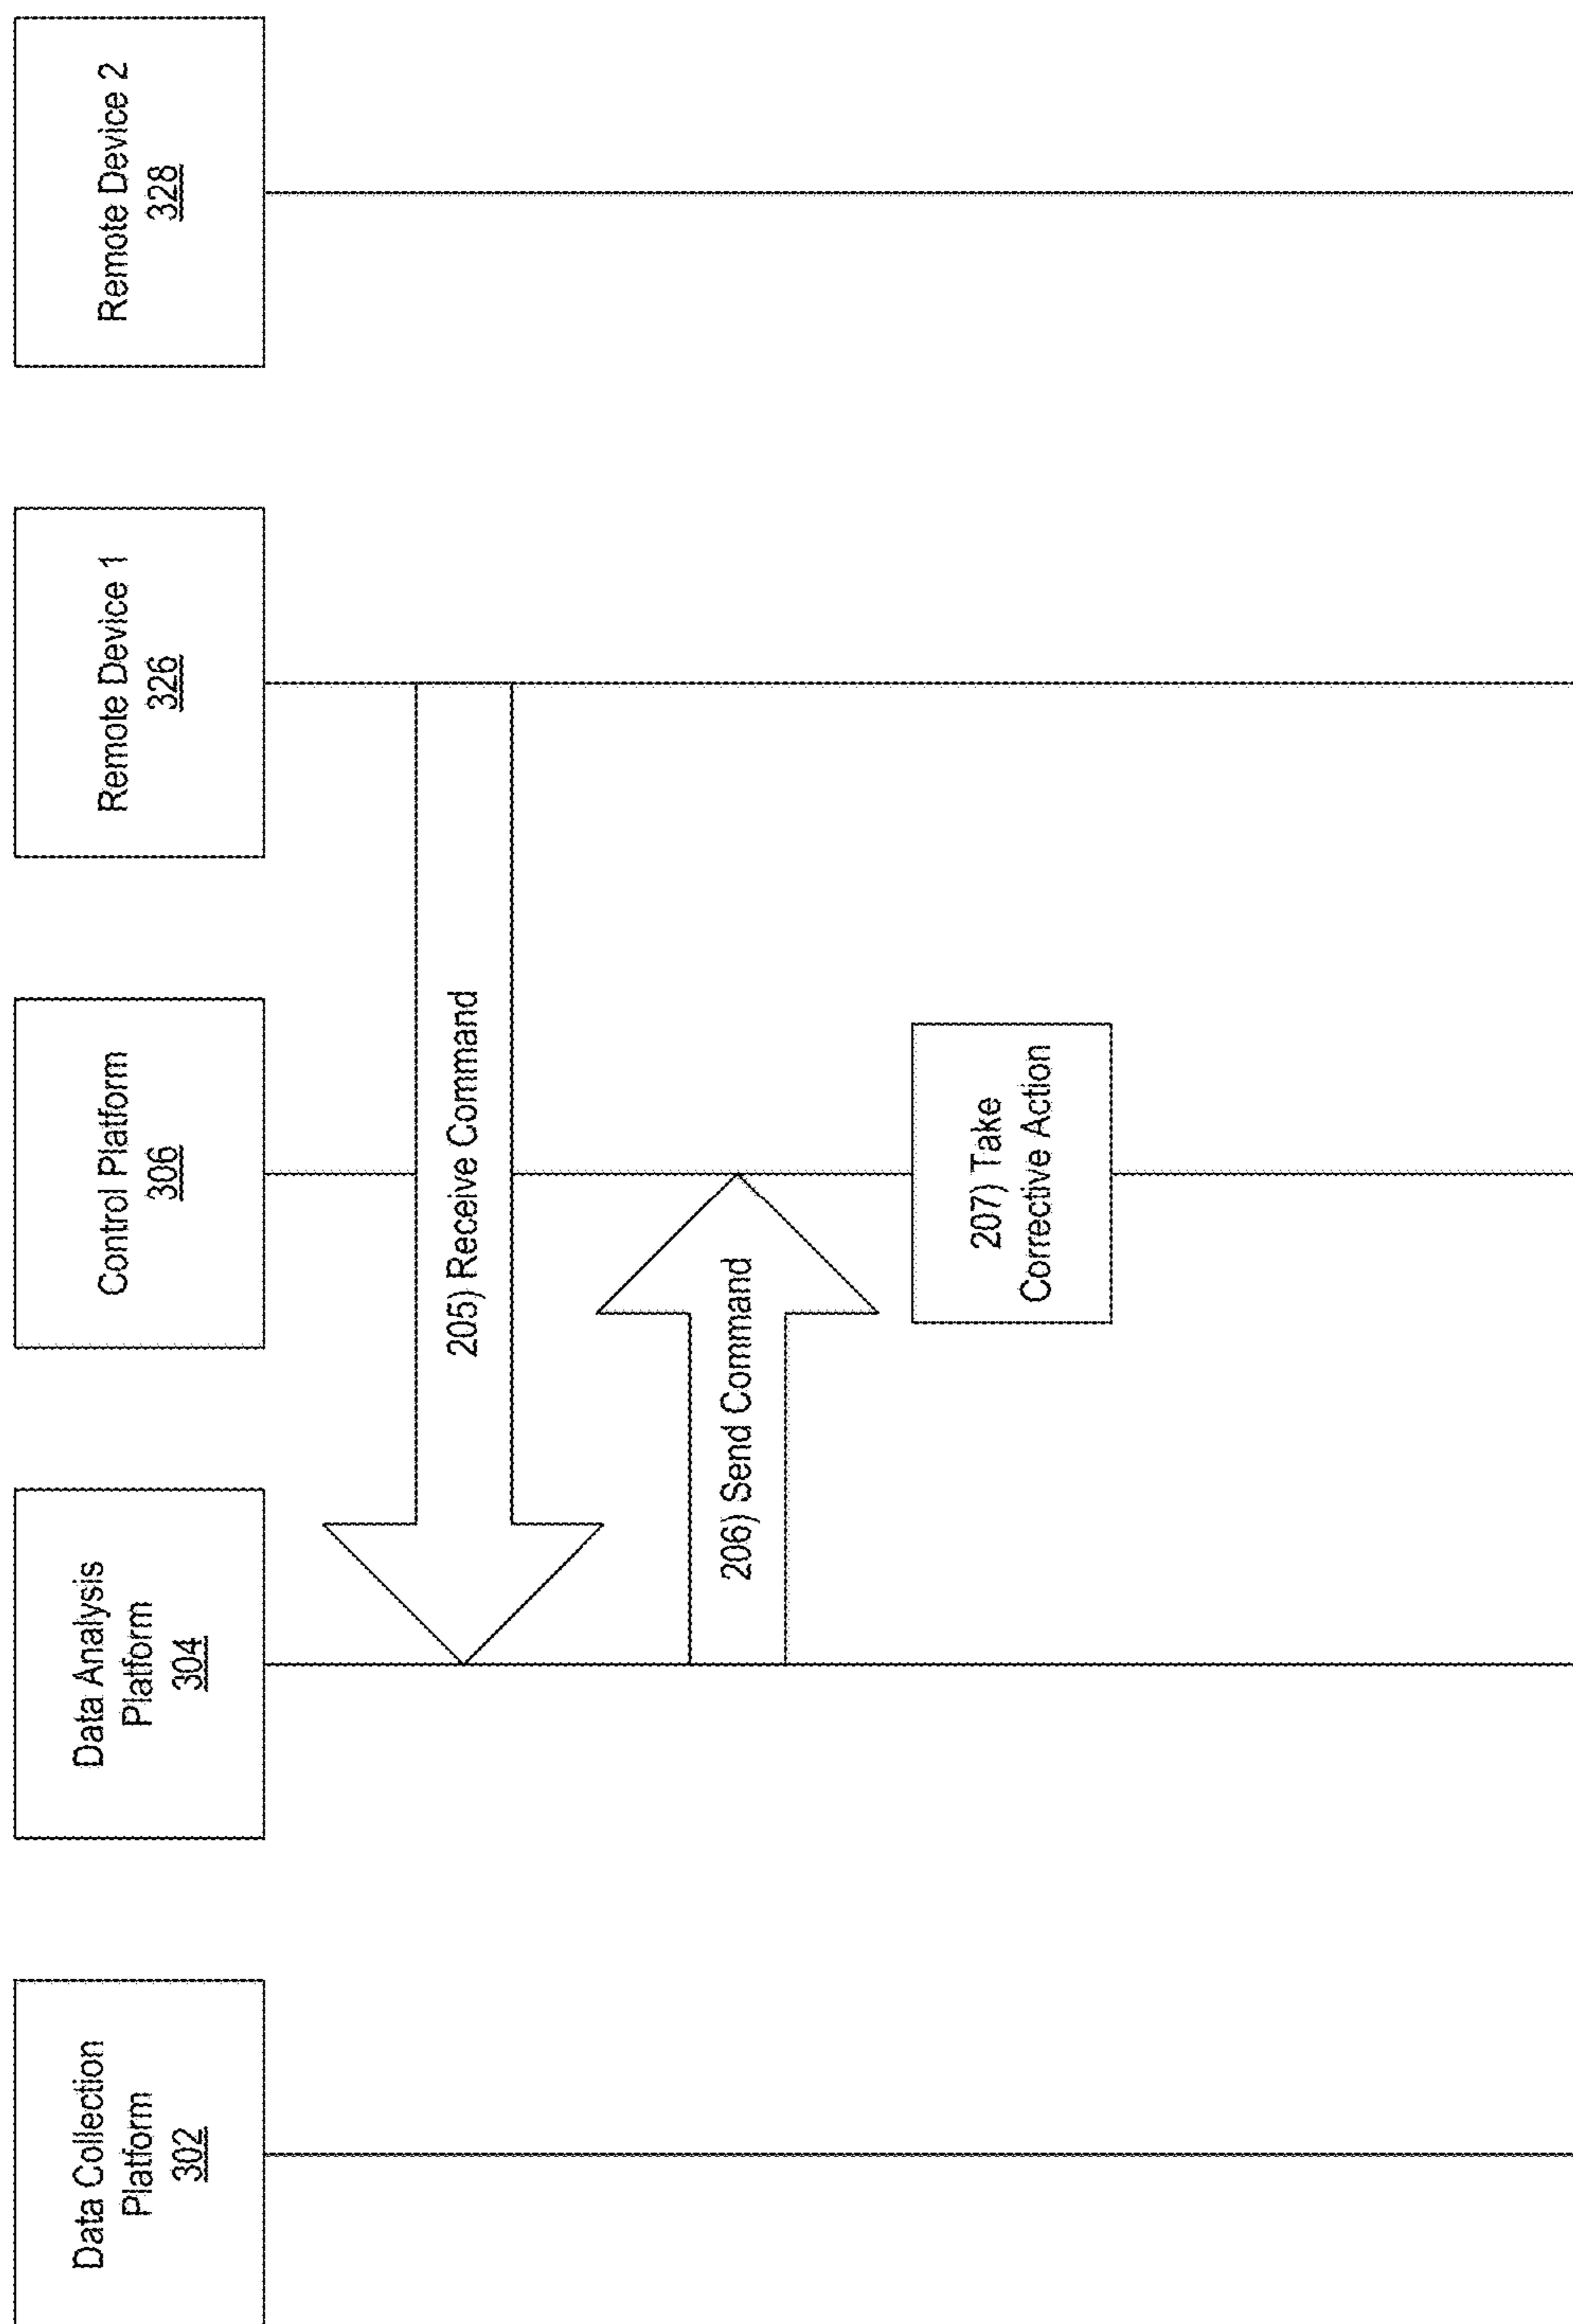 Data Collection
Platform
302
Data Analysis
Platform
304
Control Platform
306
Remote Device 1
326
Remote Device 2
328
205) Receive Command
206) Send Command
207) Take
Corrective Action